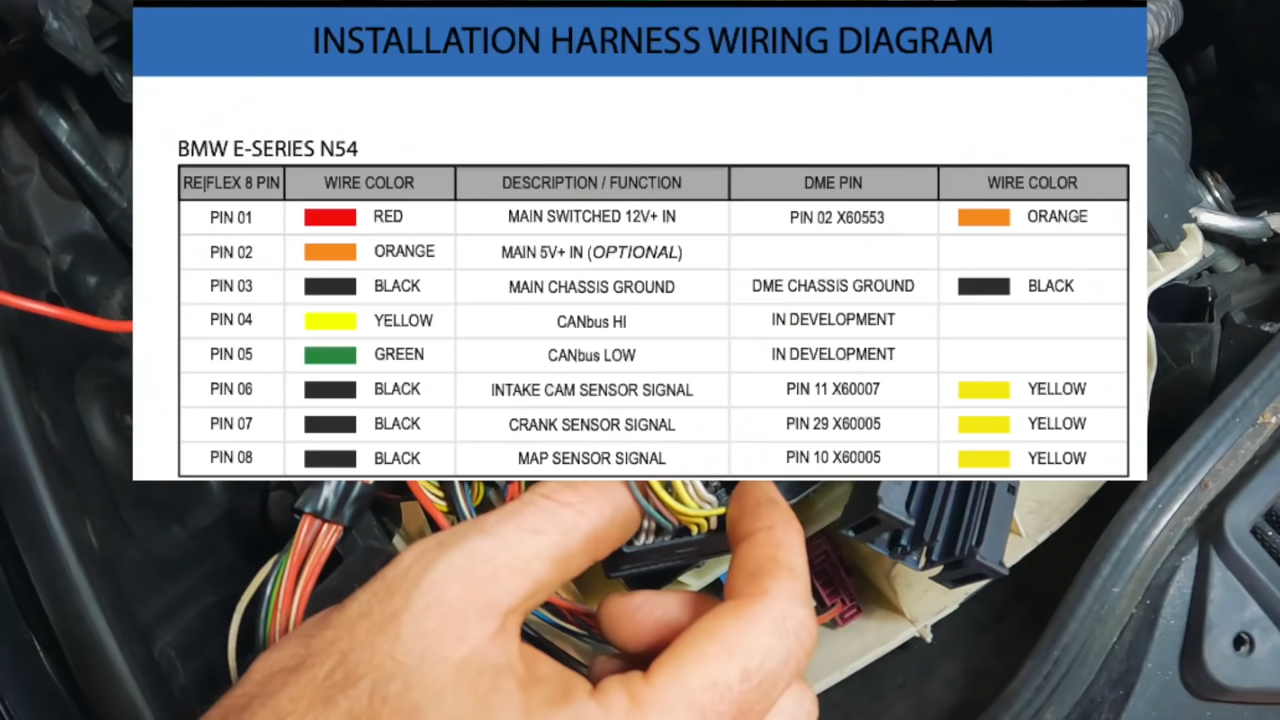 INSTALLATION HARNESS WIRING DIAGRAM
BMW E-SERIES N54
RE|FLEX 8 PIN WIRE COLOR DESCRIPTION / FUNCTION DME PIN WIRE COLOR
PIN 01 RED MAIN SWITCHED 12V+ IN PIN 02 X60553 ORANGE
PIN 02 ORANGE MAIN 5V+ IN (OPTIONAL)
PIN 03 BLACK MAIN CHASSIS GROUND DME CHASSIS GROUND BLACK
PIN 04 YELLOW CANbus HI IN DEVELOPMENT
PIN 05 GREEN CANbus LOW IN DEVELOPMENT
PIN 06 BLACK INTAKE CAM SENSOR SIGNAL PIN 11 X60007 YELLOW
PIN 07 BLACK CRANK SENSOR SIGNAL PIN 29 X60005 YELLOW
PIN 08 BLACK MAP SENSOR SIGNAL PIN 10 X60005 YELLOW